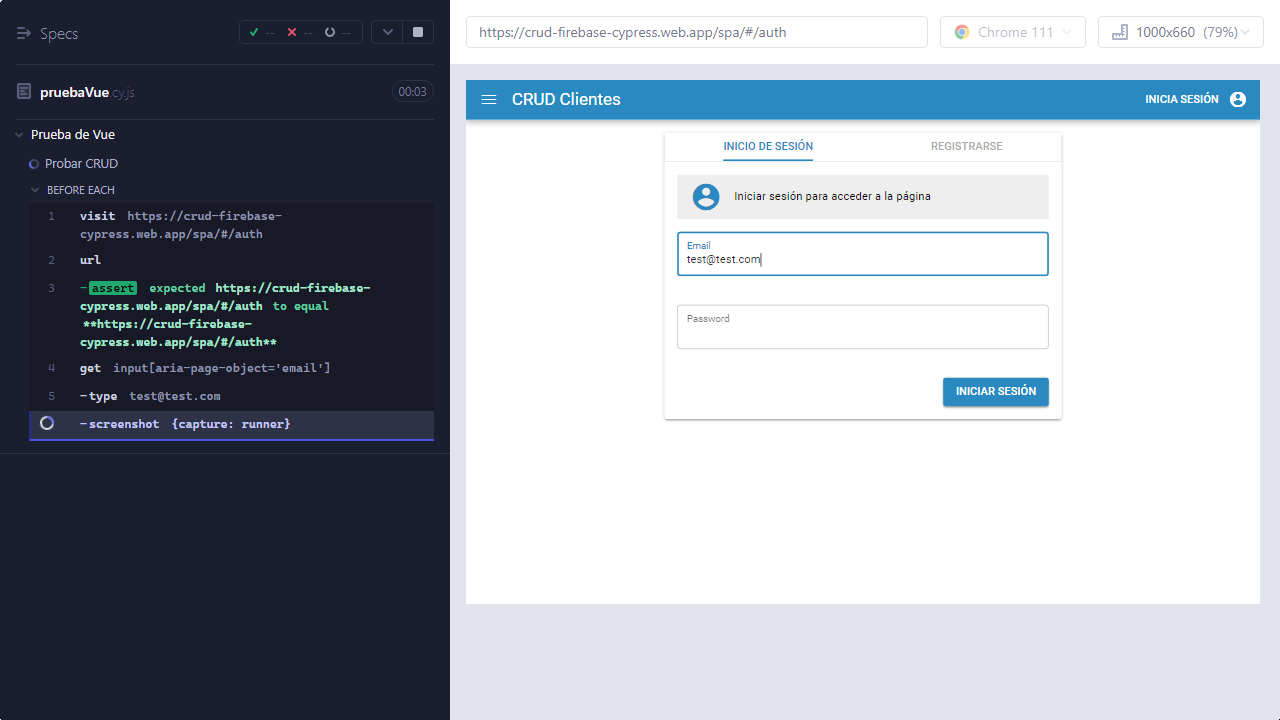 Specs
-- -- --
pruebaVue cy.js
00:03
Prueba de Vue
Probar CRUD
BEFORE EACH
1 visit https://crud-firebase-
cypress.web.app/spa/#/auth
2 url
3 -assert expected https://crud-firebase-
cypress.web.app/spa/#/auth to equal
**https://crud-firebase-
cypress.web.app/spa/#/auth**
4 get input[aria-page-object='email']
5 -type test@test.com
-screenshot {capture: runner}
https://crud-firebase-cypress.web.app/spa/#/auth
Chrome 111
1000x660 (79%)
CRUD Clientes
INICIA SESIÓN
INICIO DE SESIÓN
REGISTRARSE
Iniciar sesión para acceder a la página
Email
test@test.com
Password
INICIAR SESIÓN